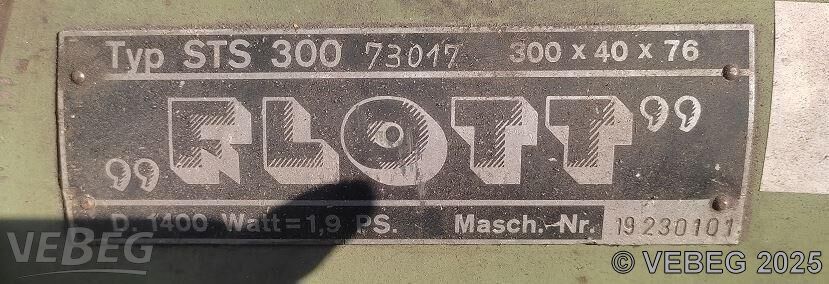 Typ STS 300 73017 300 x 40 x 76
„FLOTT"
D. 1400 Watt = 1,9 PS. Masch.-Nr. 19 230101
VEBEG
© VEBEG 2025